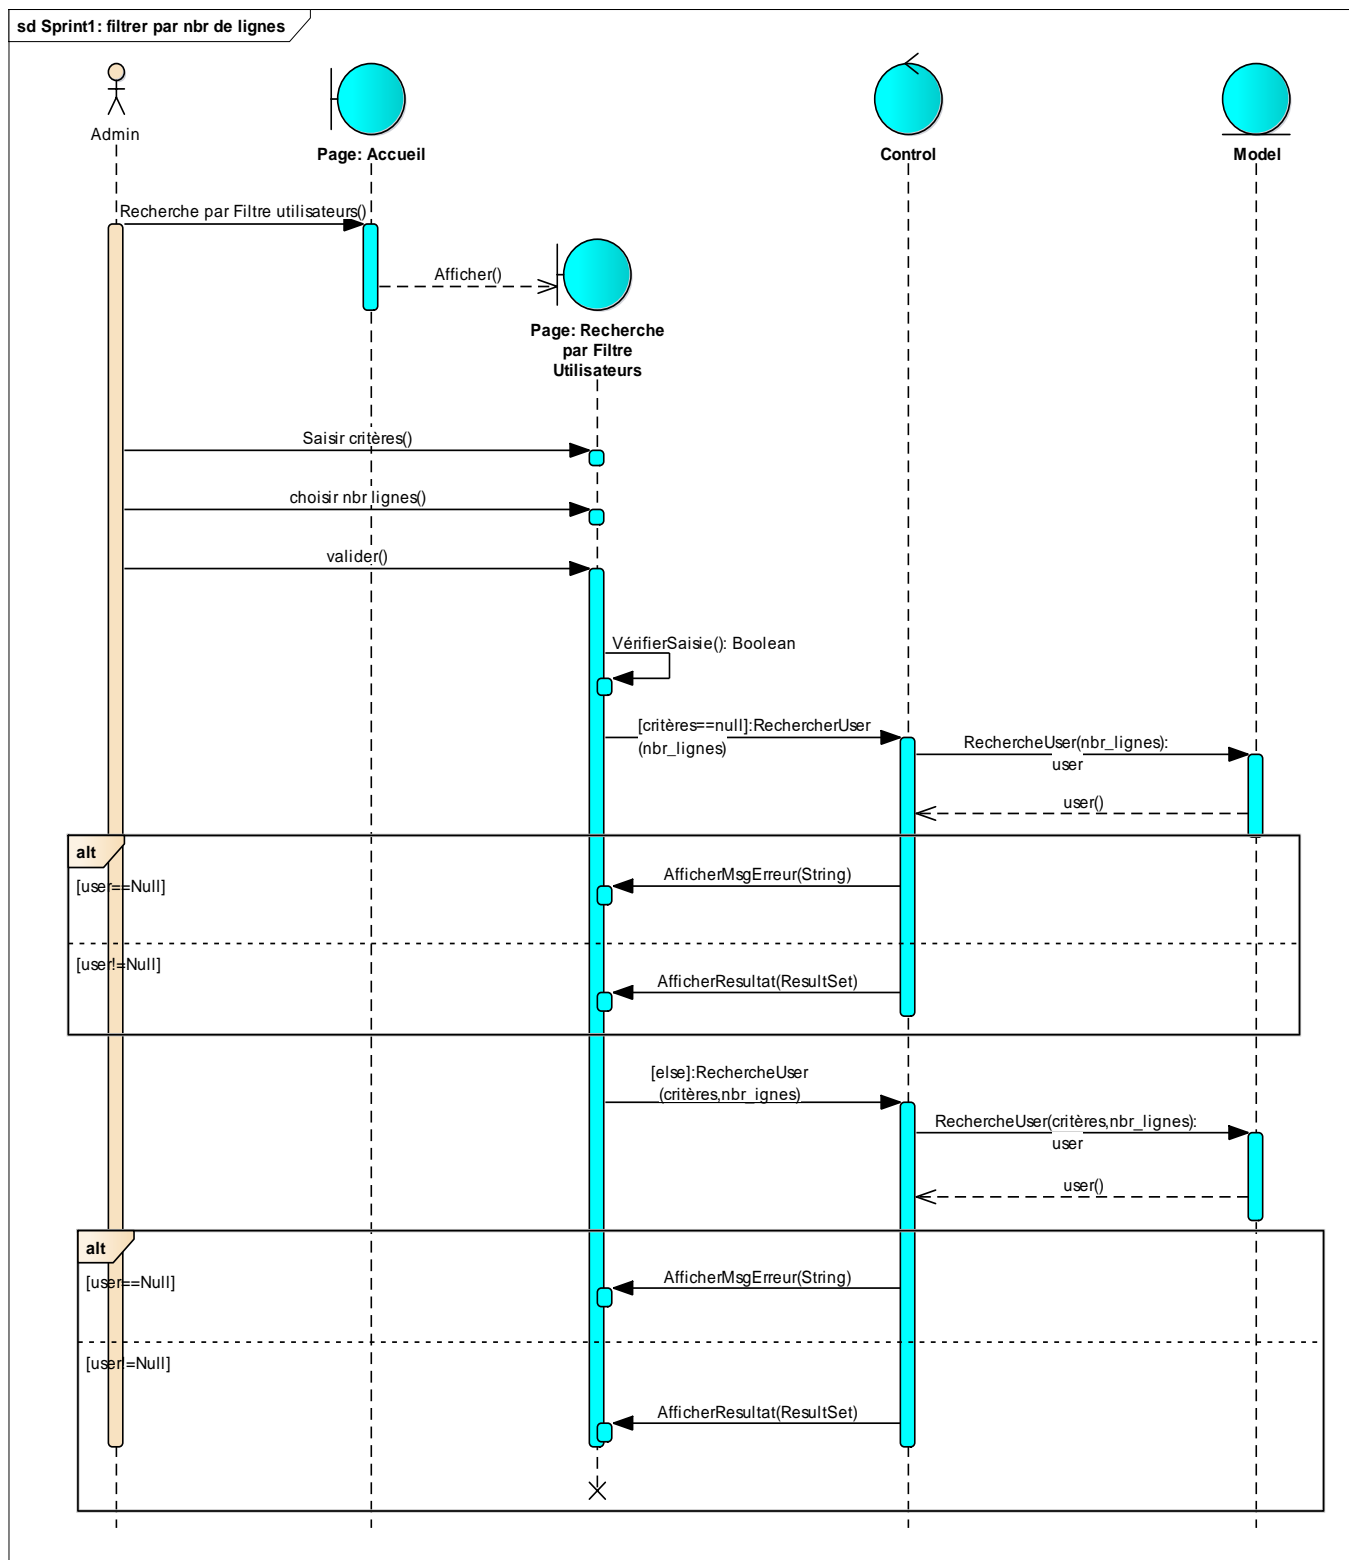 sd Sprint1: filtrer par nbr de lignes
Admin
Page: Accueil
Control
Model
Recherche par Filtre utilisateurs()
Afficher()
Page: Recherche
par Filtre
Utilisateurs
Saisir critères()
choisir nbr lignes()
valider()
VérifierSaisie(): Boolean
[critères==null]:RechercherUser
(nbr_lignes)
RechercheUser(nbr_lignes):
user
user()
alt
[user==Null]
AfficherMsgErreur(String)
[user!=Null]
AfficherResultat(ResultSet)
[else]:RechercheUser
(critères,nbr_ignes)
RechercheUser(critères,nbr_lignes):
user
user()
alt
[user==Null]
AfficherMsgErreur(String)
[user!=Null]
AfficherResultat(ResultSet)